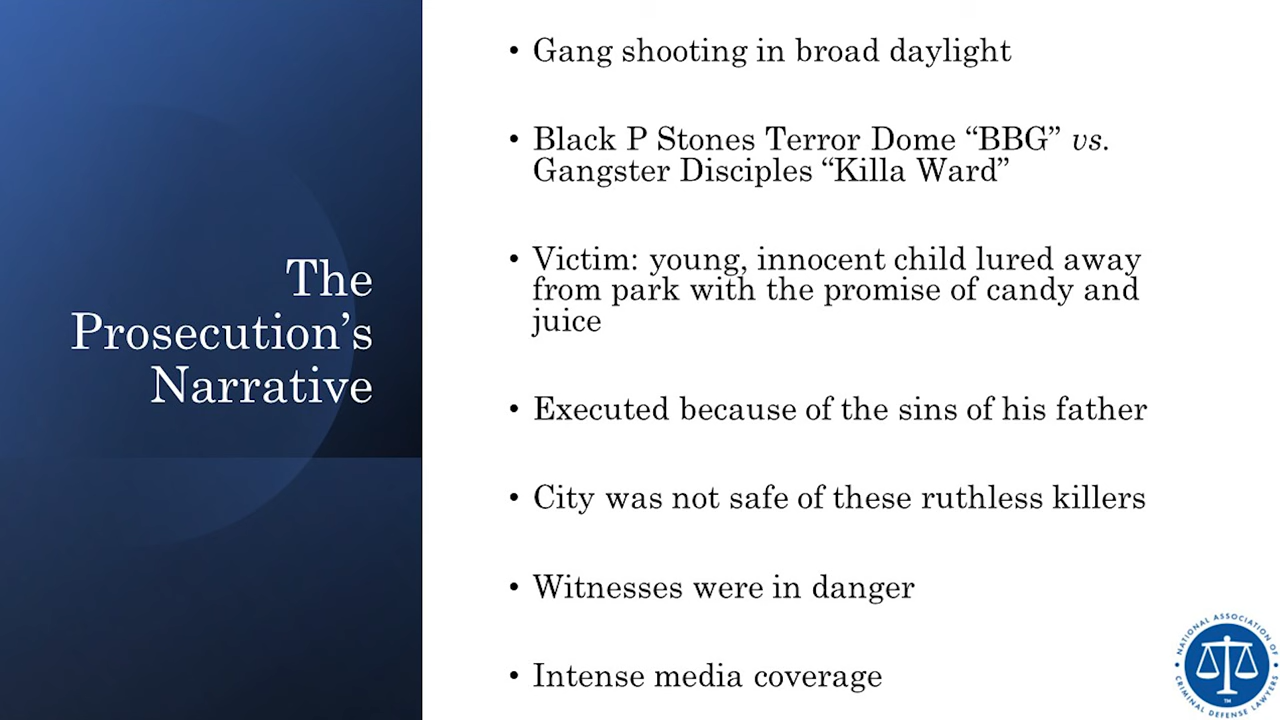 The
Prosecution’s
Narrative
• Gang shooting in broad daylight
• Black P Stones Terror Dome “BBG” vs.
Gangster Disciples “Killa Ward”
• Victim: young, innocent child lured away
from park with the promise of candy and
juice
• Executed because of the sins of his father
• City was not safe of these ruthless killers
• Witnesses were in danger
• Intense media coverage
NATIONAL ASSOCIATION OF
CRIMINAL DEFENSE LAWYERS
TM